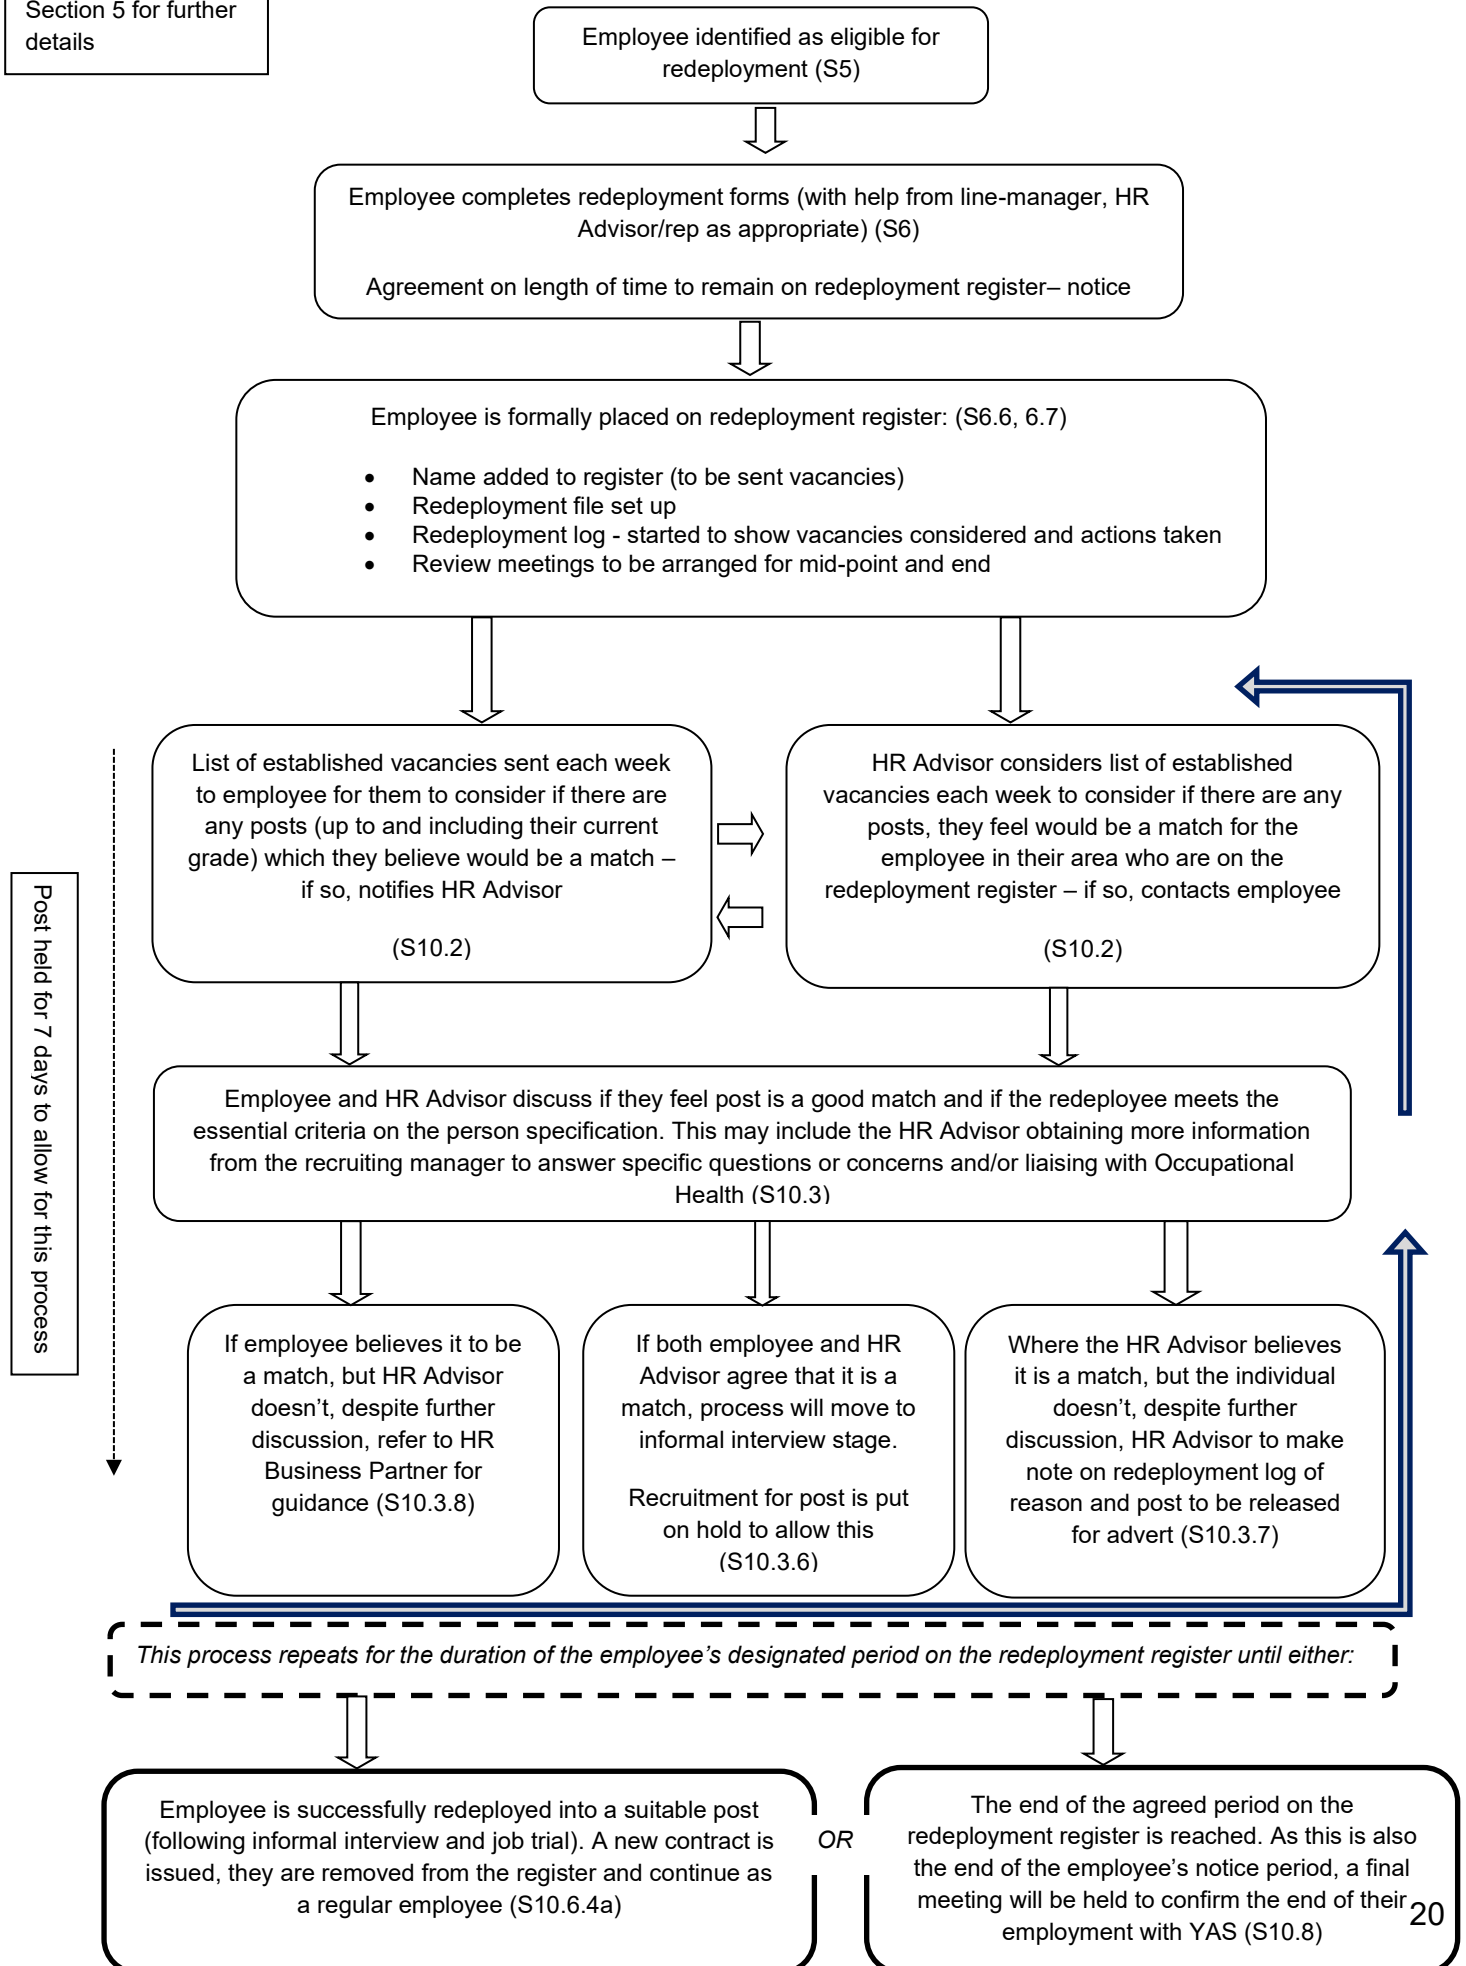 Section 5 for further
details
Employee identified as eligible for
redeployment (S5)
Employee completes redeployment forms (with help from line-manager, HR
Advisor/rep as appropriate) (S6)
Agreement on length of time to remain on redeployment register– notice
Employee is formally placed on redeployment register: (S6.6, 6.7)
• Name added to register (to be sent vacancies)
• Redeployment file set up
• Redeployment log - started to show vacancies considered and actions taken
• Review meetings to be arranged for mid-point and end
List of established vacancies sent each week
to employee for them to consider if there are
any posts (up to and including their current
grade) which they believe would be a match –
if so, notifies HR Advisor
(S10.2)
HR Advisor considers list of established
vacancies each week to consider if there are any
posts, they feel would be a match for the
employee in their area who are on the
redeployment register – if so, contacts employee
(S10.2)
Post held for 7 days to allow for this process
Employee and HR Advisor discuss if they feel post is a good match and if the redeployee meets the
essential criteria on the person specification. This may include the HR Advisor obtaining more information
from the recruiting manager to answer specific questions or concerns and/or liaising with Occupational
Health (S10.3)
If employee believes it to be
a match, but HR Advisor
doesn’t, despite further
discussion, refer to HR
Business Partner for
guidance (S10.3.8)
If both employee and HR
Advisor agree that it is a
match, process will move to
informal interview stage.
Recruitment for post is put
on hold to allow this
(S10.3.6)
Where the HR Advisor believes
it is a match, but the individual
doesn’t, despite further
discussion, HR Advisor to make
note on redeployment log of
reason and post to be released
for advert (S10.3.7)
This process repeats for the duration of the employee’s designated period on the redeployment register until either:
Employee is successfully redeployed into a suitable post
(following informal interview and job trial). A new contract is
issued, they are removed from the register and continue as
a regular employee (S10.6.4a)
OR
The end of the agreed period on the
redeployment register is reached. As this is also
the end of the employee’s notice period, a final
meeting will be held to confirm the end of their
employment with YAS (S10.8)
20